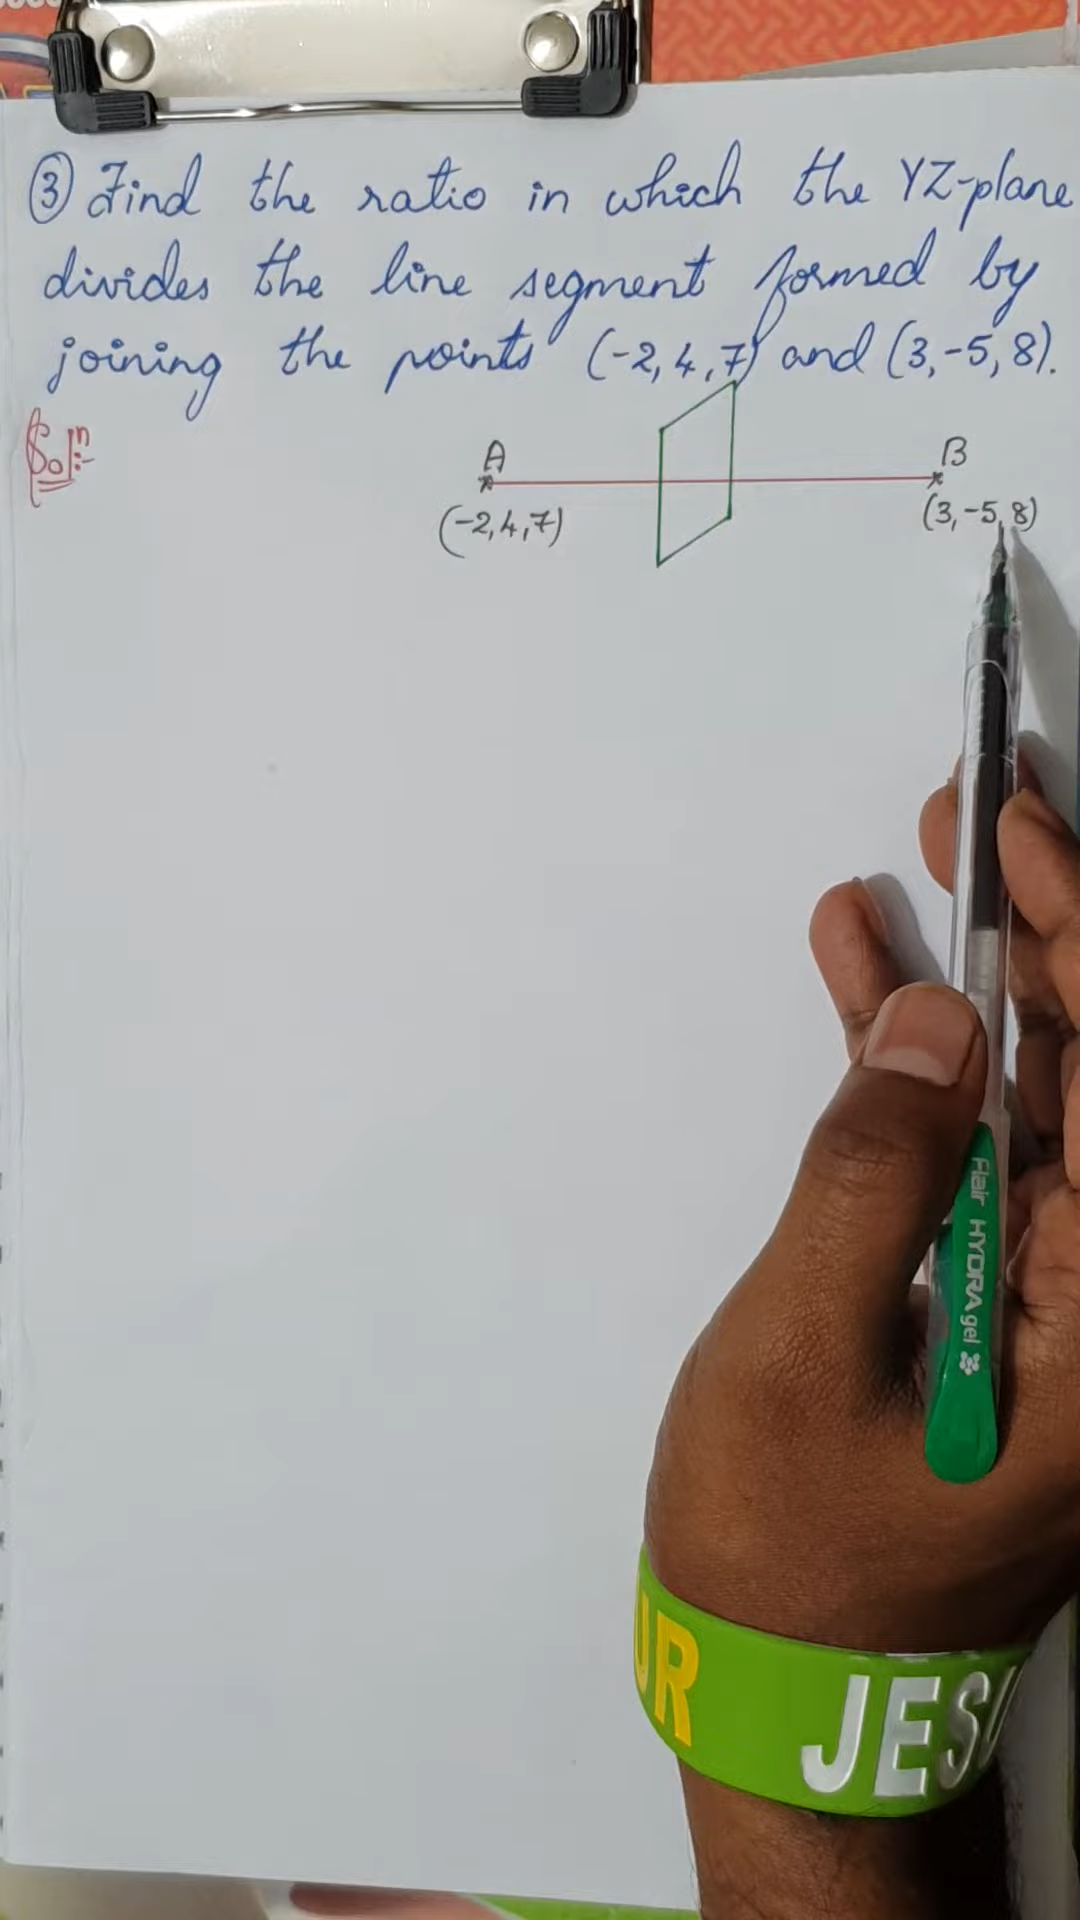 ③ Find the ratio in which the YZ-plane
divides the line segment formed by
joining the points (-2,4,7) and (3,-5,8).
Solⁿ:-
A B
(-2,4,7) (3,-5,8)
Flair HYDRA gel
UR JESU